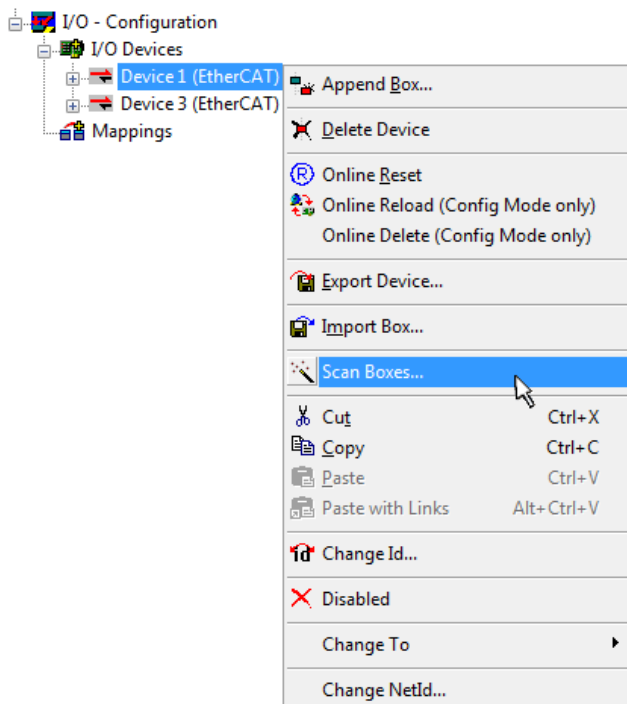 I/O - Configuration
I/O Devices
Device 1 (EtherCAT)
Device 3 (EtherCAT)
Mappings
Append Box...
Delete Device
Online Reset
Online Reload (Config Mode only)
Online Delete (Config Mode only)
Export Device...
Import Box...
Scan Boxes...
Cut Ctrl+X
Copy Ctrl+C
Paste Ctrl+V
Paste with Links Alt+Ctrl+V
Change Id...
Disabled
Change To
Change NetId...